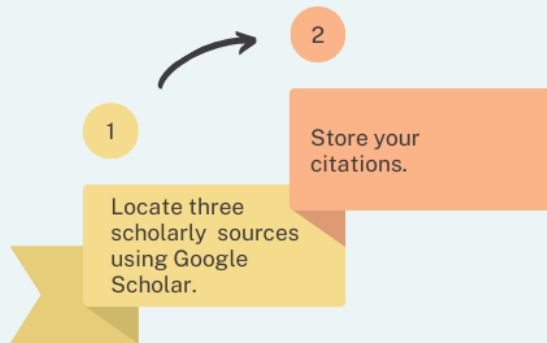 1
Locate three
scholarly  sources
using Google
Scholar.
2
Store your
citations.